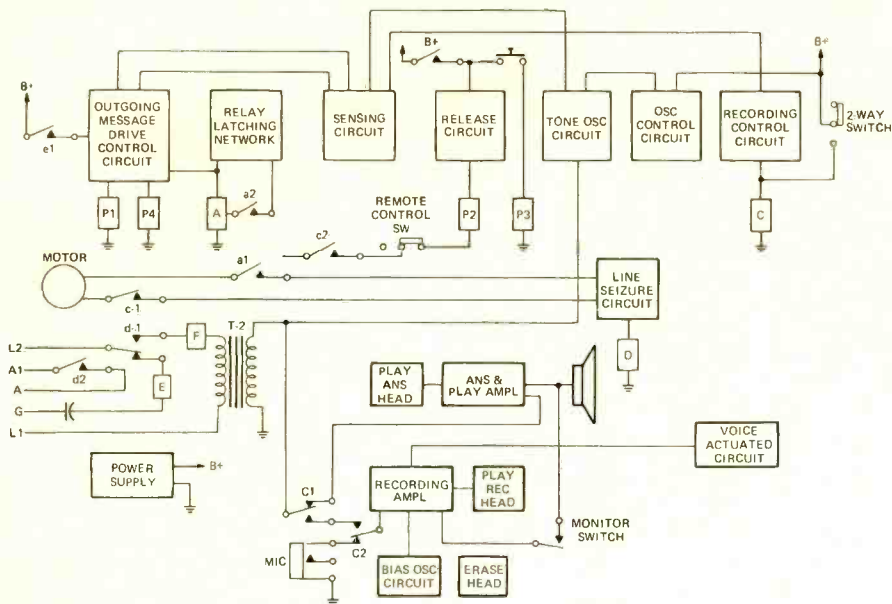 B+
B+
B+
OUTGOING
MESSAGE
DRIVE
CONTROL
CIRCUIT
RELAY
LATCHING
NETWORK
SENSING
CIRCUIT
RELEASE
CIRCUIT
TONE OSC
CIRCUIT
OSC
CONTROL
CIRCUIT
RECORDING
CONTROL
CIRCUIT
2-WAY
SWITCH
e1
P1
P4
A
a2
REMOTE
CONTROL
SW
P2
P3
C
c2
MOTOR
a1
c-1
LINE
SEIZURE
CIRCUIT
D
d-1
F
T-2
L2
A1
d2
A
E
G
L1
PLAY
ANS
HEAD
ANS &
PLAY AMPL
VOICE
ACTUATED
CIRCUIT
POWER
SUPPLY
B+
C1
RECORDING
AMPL
PLAY
REC
HEAD
MONITOR
SWITCH
C2
MIC
BIAS OSC
CIRCUIT
ERASE
HEAD